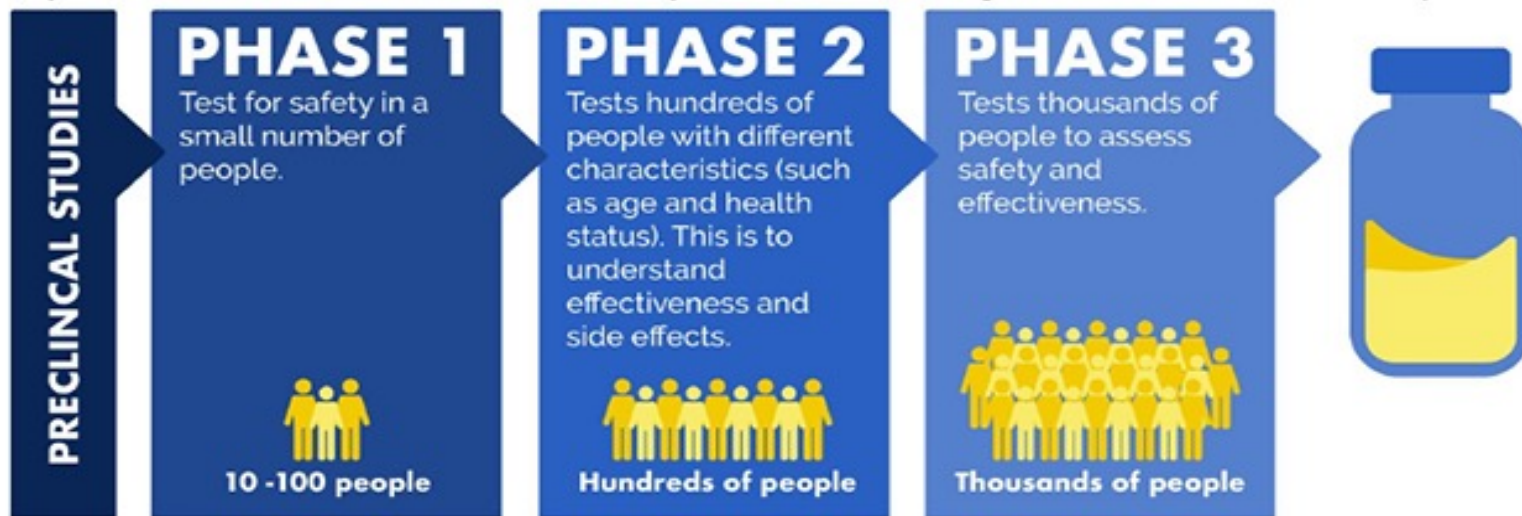 PRECLINCAL STUDIES
PHASE 1
Test for safety in a
small number of
people.
10 -100 people
PHASE 2
Tests hundreds of
people with different
characteristics (such
as age and health
status). This is to
understand
effectiveness and
side effects.
Hundreds of people
PHASE 3
Tests thousands of
people to assess
safety and
effectiveness.
Thousands of people